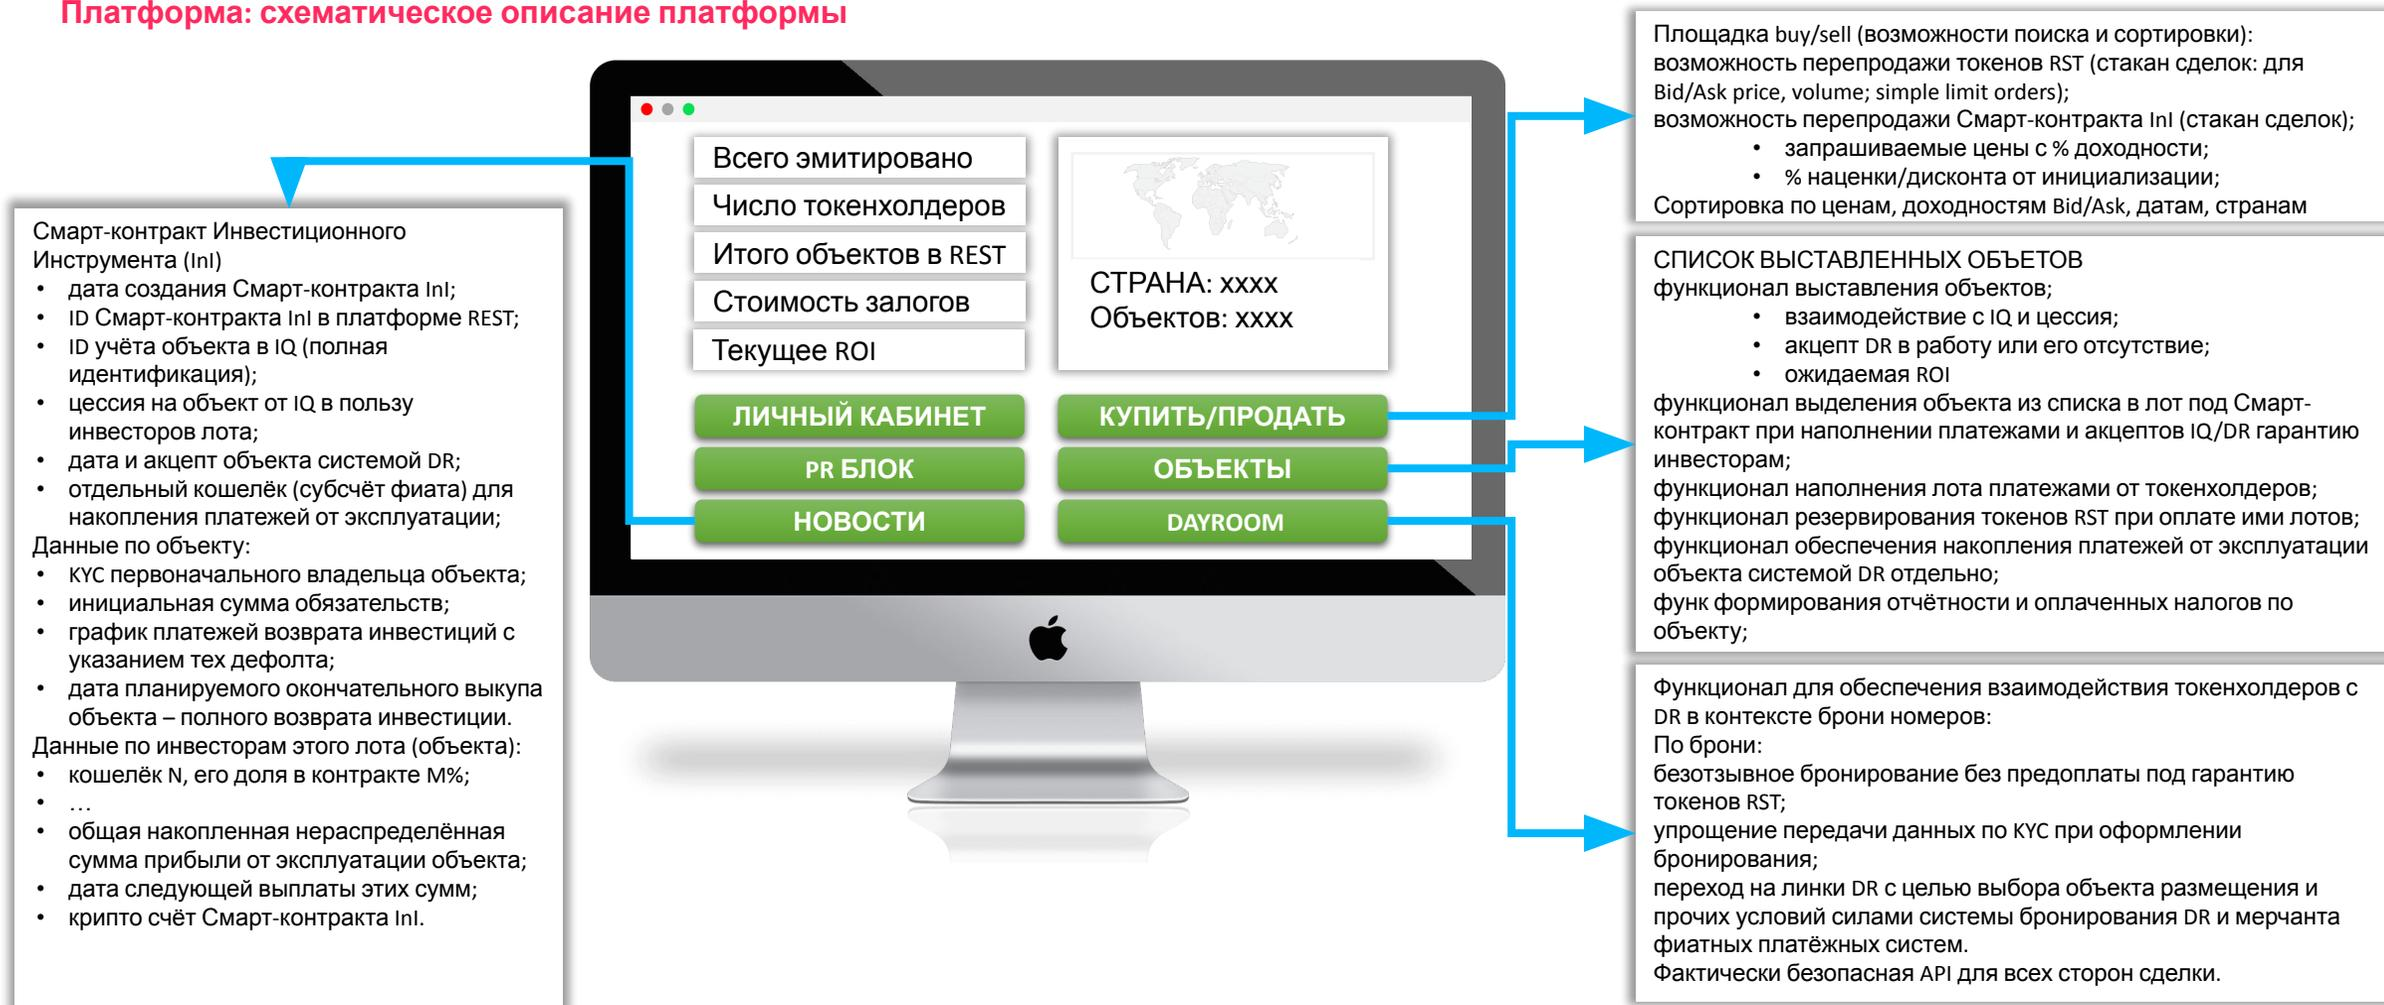 Платформа: схематическое описание платформы
Смарт-контракт Инвестиционного
Инструмента (InI)
• дата создания Смарт-контракта InI;
• ID Смарт-контракта InI в платформе REST;
• ID учёта объекта в IQ (полная
идентификация);
• цессия на объект от IQ в пользу
инвесторов лота;
• дата и акцепт объекта системой DR;
• отдельный кошелёк (субсчёт фиата) для
накопления платежей от эксплуатации;
Данные по объекту:
• KYC первоначального владельца объекта;
• инициальная сумма обязательств;
• график платежей возврата инвестиций с
указанием тех дефолта;
• дата планируемого окончательного выкупа
объекта – полного возврата инвестиции.
Данные по инвесторам этого лота (объекта):
• кошелёк N, его доля в контракте M%;
• …
• общая накопленная нераспределённая
сумма прибыли от эксплуатации объекта;
• дата следующей выплаты этих сумм;
• крипто счёт Смарт-контракта InI.
Всего эмитировано
Число токенхолдеров
Итого объектов в REST
Стоимость залогов
Текущее ROI
СТРАНА: xxxx
Объектов: xxxx
ЛИЧНЫЙ КАБИНЕТ
КУПИТЬ/ПРОДАТЬ
PR БЛОК
ОБЪЕКТЫ
НОВОСТИ
DAYROOM
Площадка buy/sell (возможности поиска и сортировки):
возможность перепродажи токенов RST (стакан сделок: для
Bid/Ask price, volume; simple limit orders);
возможность перепродажи Смарт-контракта InI (стакан сделок);
• запрашиваемые цены с % доходности;
• % наценки/дисконта от инициализации;
Сортировка по ценам, доходностям Bid/Ask, датам, странам
СПИСОК ВЫСТАВЛЕННЫХ ОБЪЕТОВ
функционал выставления объектов;
• взаимодействие с IQ и цессия;
• акцепт DR в работу или его отсутствие;
• ожидаемая ROI
функционал выделения объекта из списка в лот под Смарт-
контракт при наполнении платежами и акцептов IQ/DR гарантию
инвесторам;
функционал наполнения лота платежами от токенхолдеров;
функционал резервирования токенов RST при оплате ими лотов;
функционал обеспечения накопления платежей от эксплуатации
объекта системой DR отдельно;
функ формирования отчётности и оплаченных налогов по
объекту;
Функционал для обеспечения взаимодействия токенхолдеров с
DR в контексте брони номеров:
По брони:
безотзывное бронирование без предоплаты под гарантию
токенов RST;
упрощение передачи данных по KYC при оформлении
бронирования;
переход на линки DR с целью выбора объекта размещения и
прочих условий силами системы бронирования DR и мерчанта
фиатных платёжных систем.
Фактически безопасная API для всех сторон сделки.